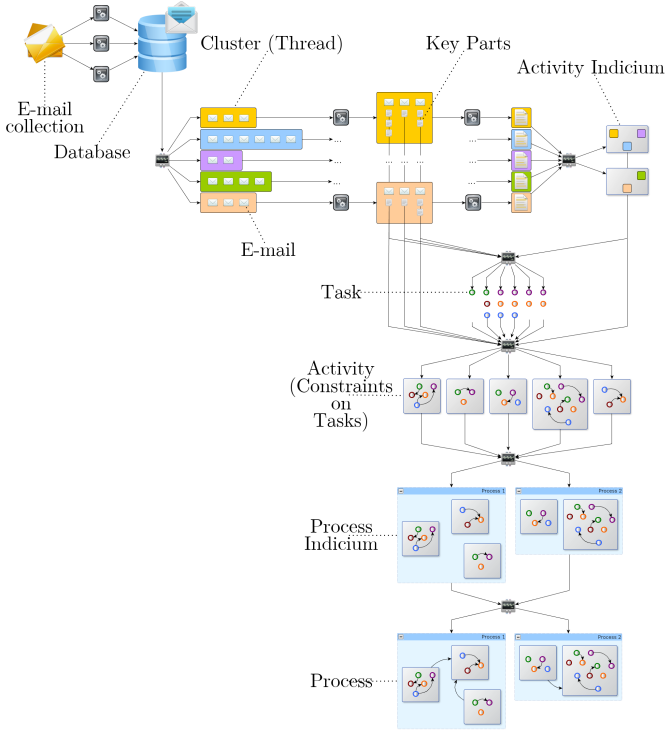 Cluster (Thread)
Key Parts
Activity Indicium
E-mail
collection
Database
...
...
...
...
...
...
...
...
...
E-mail
Task
Activity
(Constraints
on
Tasks)
Process 1
Process 2
Process
Indicium
Process 1
Process 2
Process